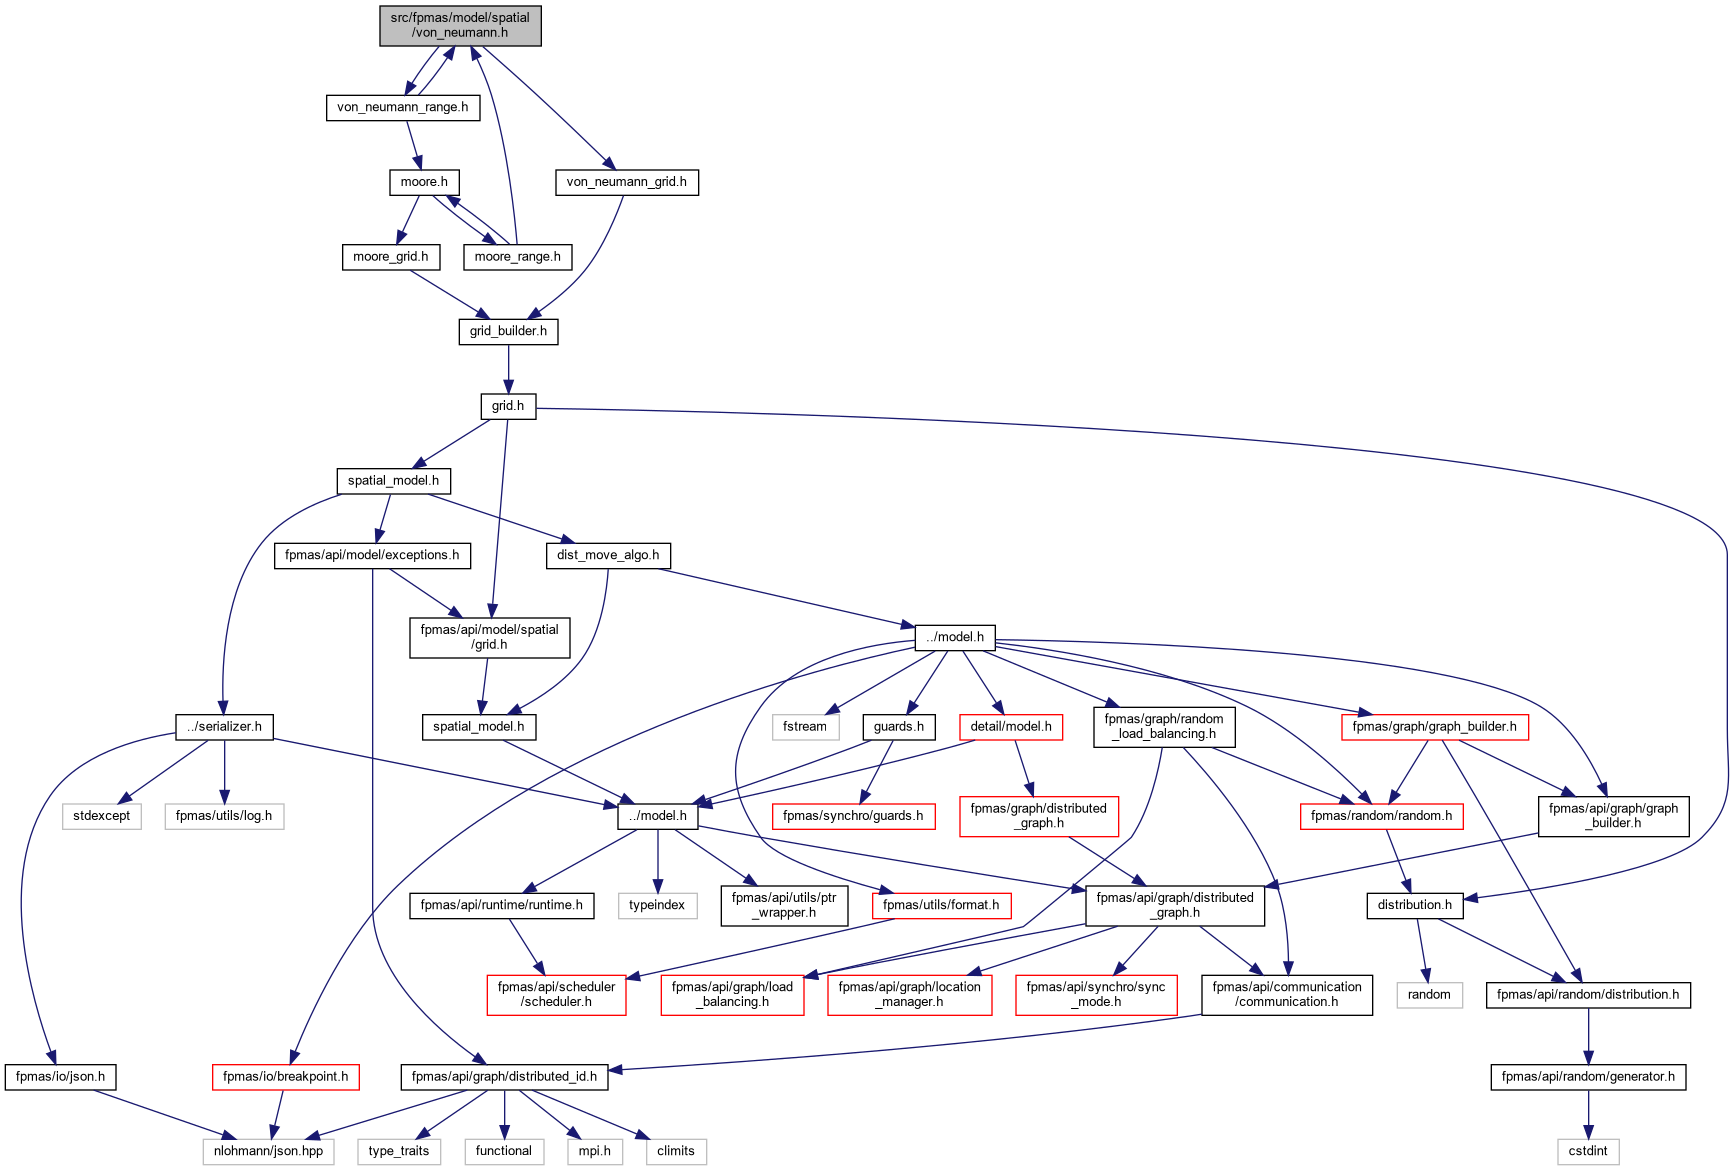 src/fpmas/model/spatial
/von_neumann.h
von_neumann_range.h
moore.h
von_neumann_grid.h
moore_grid.h
moore_range.h
grid_builder.h
grid.h
spatial_model.h
fpmas/api/model/exceptions.h
dist_move_algo.h
fpmas/api/model/spatial
/grid.h
../model.h
../serializer.h
spatial_model.h
fstream
guards.h
detail/model.h
fpmas/graph/random
_load_balancing.h
fpmas/graph/graph_builder.h
stdexcept
fpmas/utils/log.h
../model.h
fpmas/synchro/guards.h
fpmas/graph/distributed
_graph.h
fpmas/random/random.h
fpmas/api/graph/graph
_builder.h
fpmas/api/runtime/runtime.h
typeindex
fpmas/api/utils/ptr
_wrapper.h
fpmas/utils/format.h
fpmas/api/graph/distributed
_graph.h
distribution.h
fpmas/api/scheduler
/scheduler.h
fpmas/api/graph/load
_balancing.h
fpmas/api/graph/location
_manager.h
fpmas/api/synchro/sync
_mode.h
fpmas/api/communication
/communication.h
random
fpmas/api/random/distribution.h
fpmas/io/json.h
fpmas/io/breakpoint.h
fpmas/api/graph/distributed_id.h
fpmas/api/random/generator.h
nlohmann/json.hpp
type_traits
functional
mpi.h
climits
cstdint